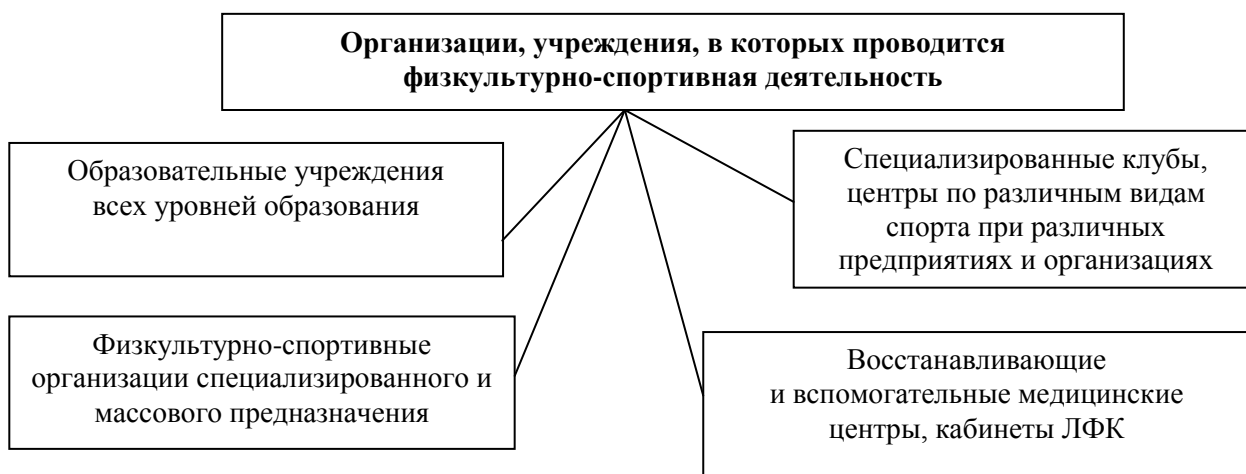 Организации, учреждения, в которых проводится
физкультурно-спортивная деятельность
Образовательные учреждения
всех уровней образования
Специализированные клубы,
центры по различным видам
спорта при различных
предприятиях и организациях
Физкультурно-спортивные
организации специализированного и
массового предназначения
Восстанавливающие
и вспомогательные медицинские
центры, кабинеты ЛФК